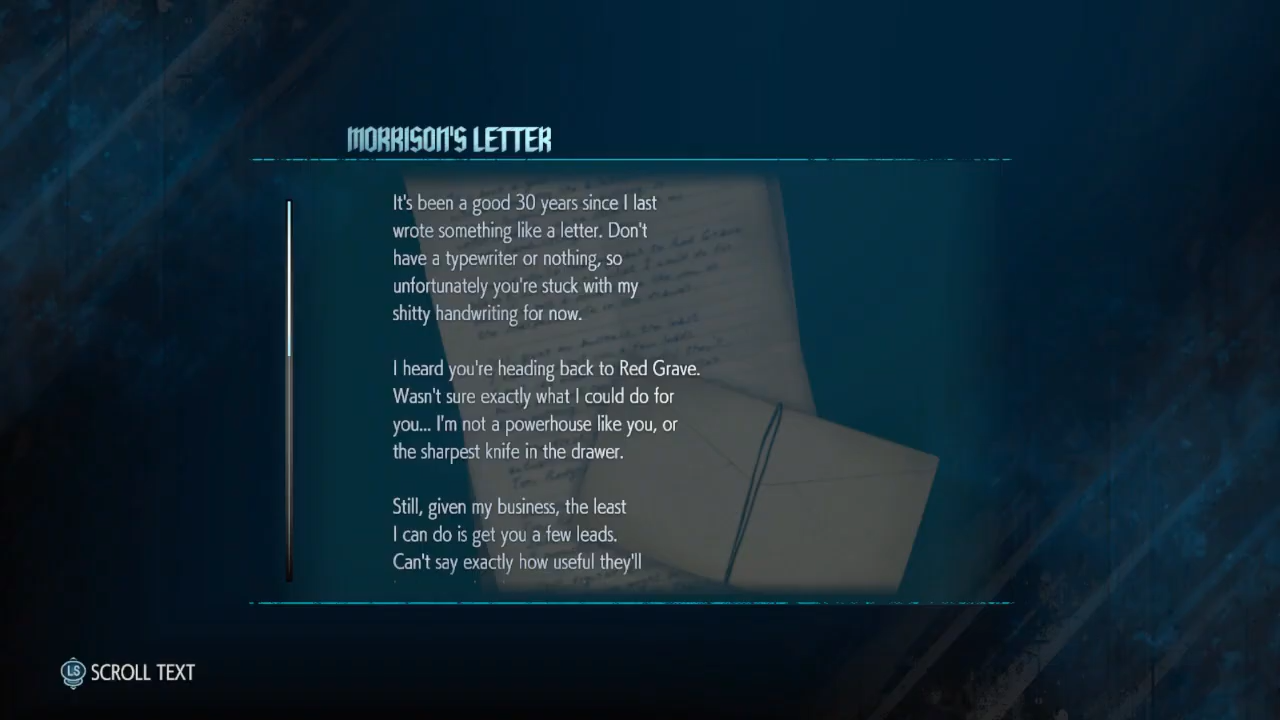 MORRISON'S LETTER
It's been a good 30 years since I last
wrote something like a letter. Don't
have a typewriter or nothing, so
unfortunately you're stuck with my
shitty handwriting for now.
I heard you're heading back to Red Grave.
Wasn't sure exactly what I could do for
you... I'm not a powerhouse like you, or
the sharpest knife in the drawer.
Still, given my business, the least
I can do is get you a few leads.
Can't say exactly how useful they'll
LS SCROLL TEXT